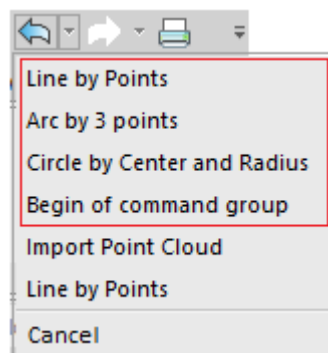 Line by Points
Arc by 3 points
Circle by Center and Radius
Begin of command group
Import Point Cloud
Line by Points
Cancel